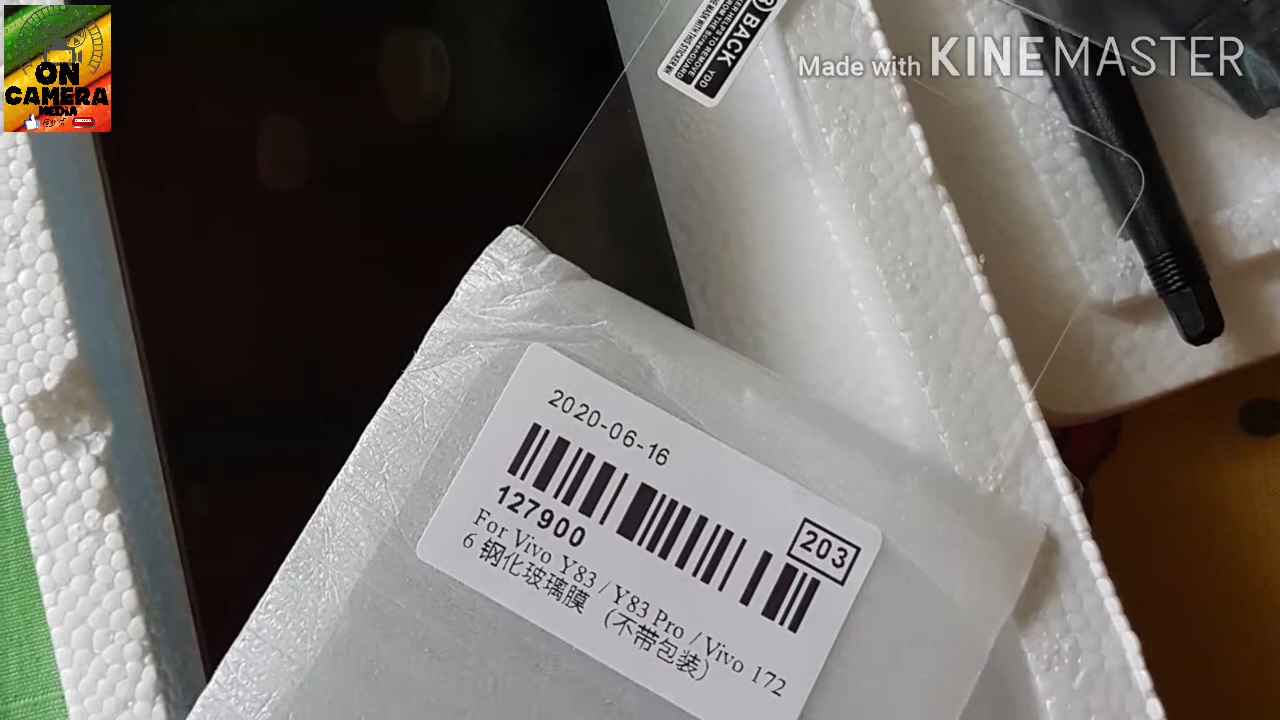 ON
CAMERA
MEDIA
Made with KINEMASTER
BACK
2020-06-16
127900
203
For Vivo Y83 / Y83 Pro / Vivo 172
6 钢化玻璃膜 （不带包装）